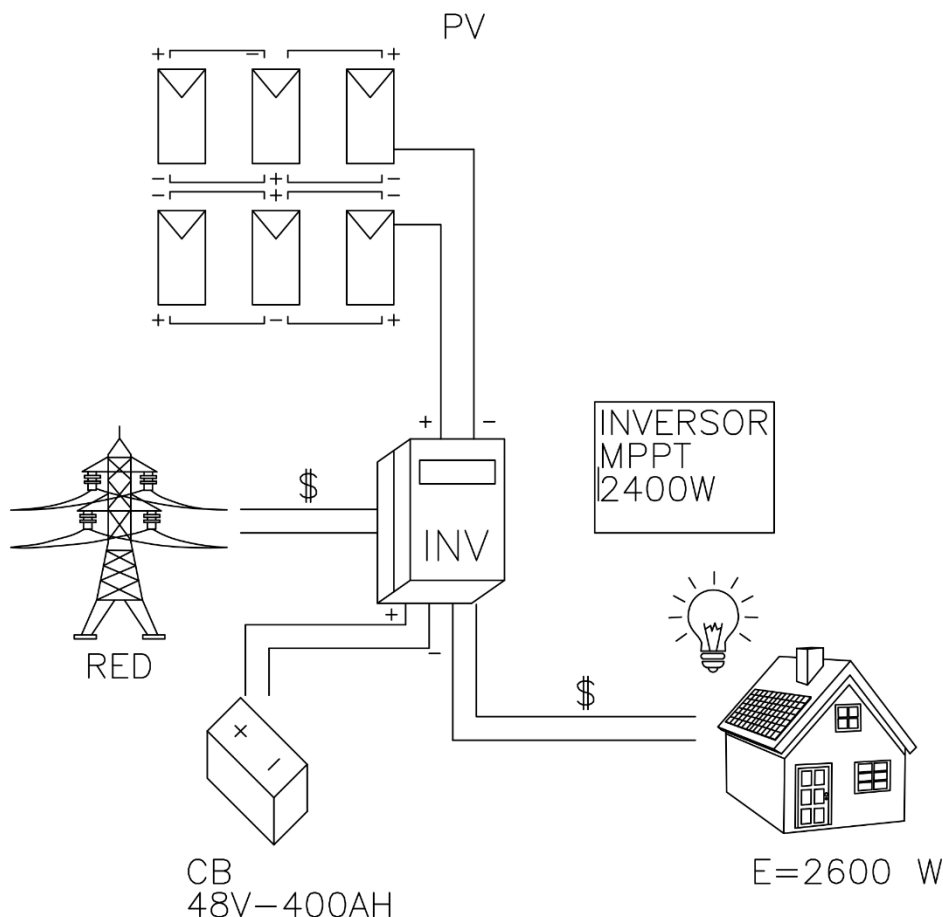 PV
+ - +
- + -
- + -
+ - +
+ -
INVERSOR
MPPT
2400W
$
INV
RED
+
-
$
+
-
CB
48V-400AH
E=2600 W